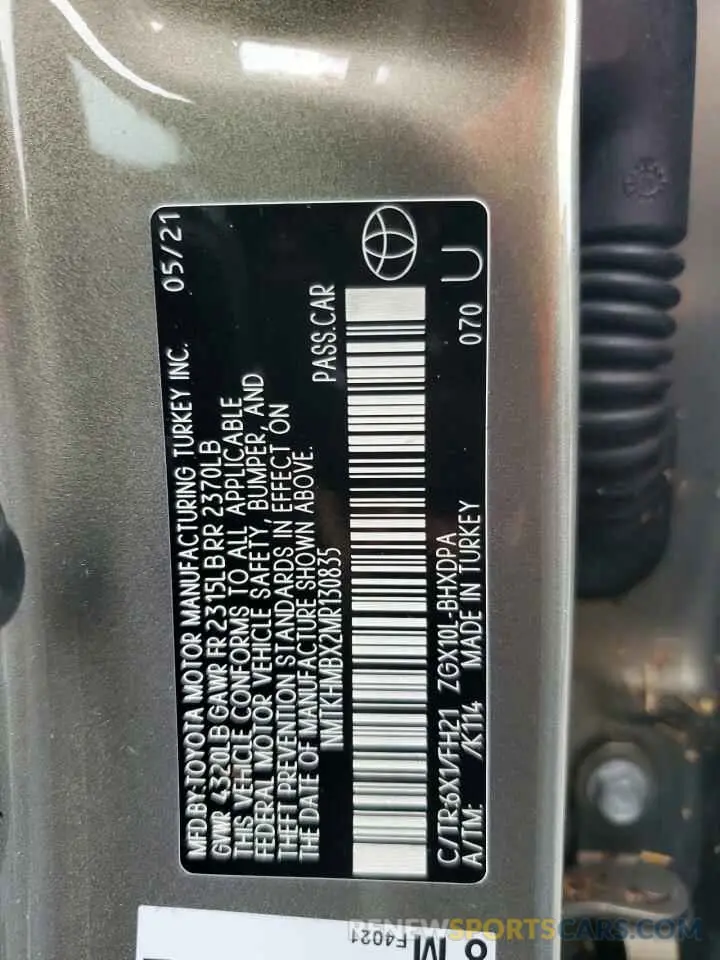 MFD.BY:TOYOTA MOTOR MANUFACTURING TURKEY INC. 05/21
GVWR 4320LB GAWR FR 2315LB RR 2370LB
THIS VEHICLE CONFORMS TO ALL APPLICABLE
FEDERAL MOTOR VEHICLE SAFETY, BUMPER, AND
THEFT PREVENTION STANDARDS IN EFFECT ON
THE DATE OF MANUFACTURE SHOWN ABOVE.
NMTKHMBX2MR130835 PASS.CAR
C/TR:6X1/FH21 ZGX10L-BHXDPA 070 U
A/TM: /K114 MADE IN TURKEY
F4021
RENEWSPORTSCARS.COM